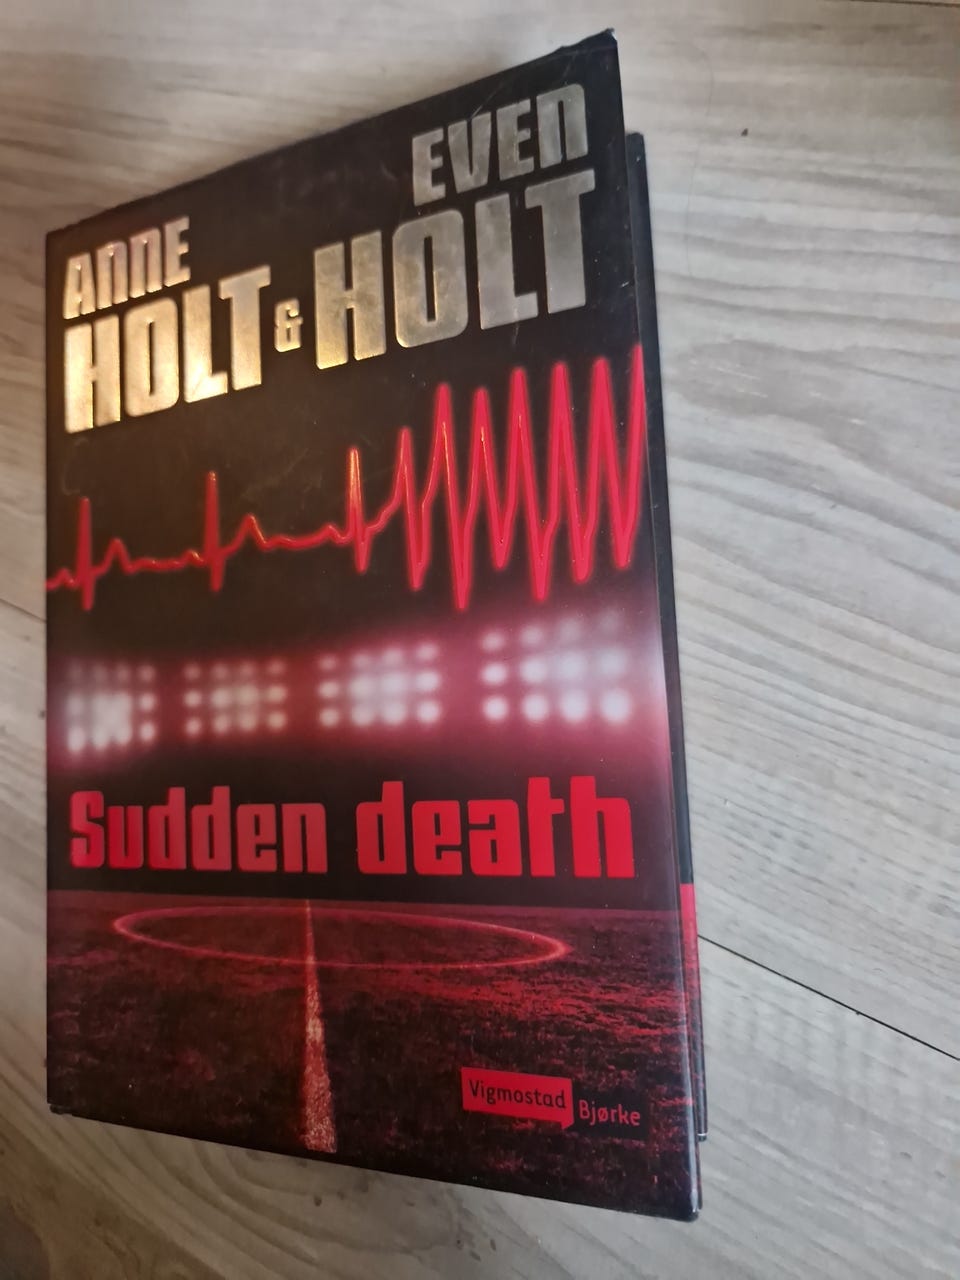 ANNE
HOLT
&
EVEN
HOLT
Sudden death
Vigmostad
Bjørke